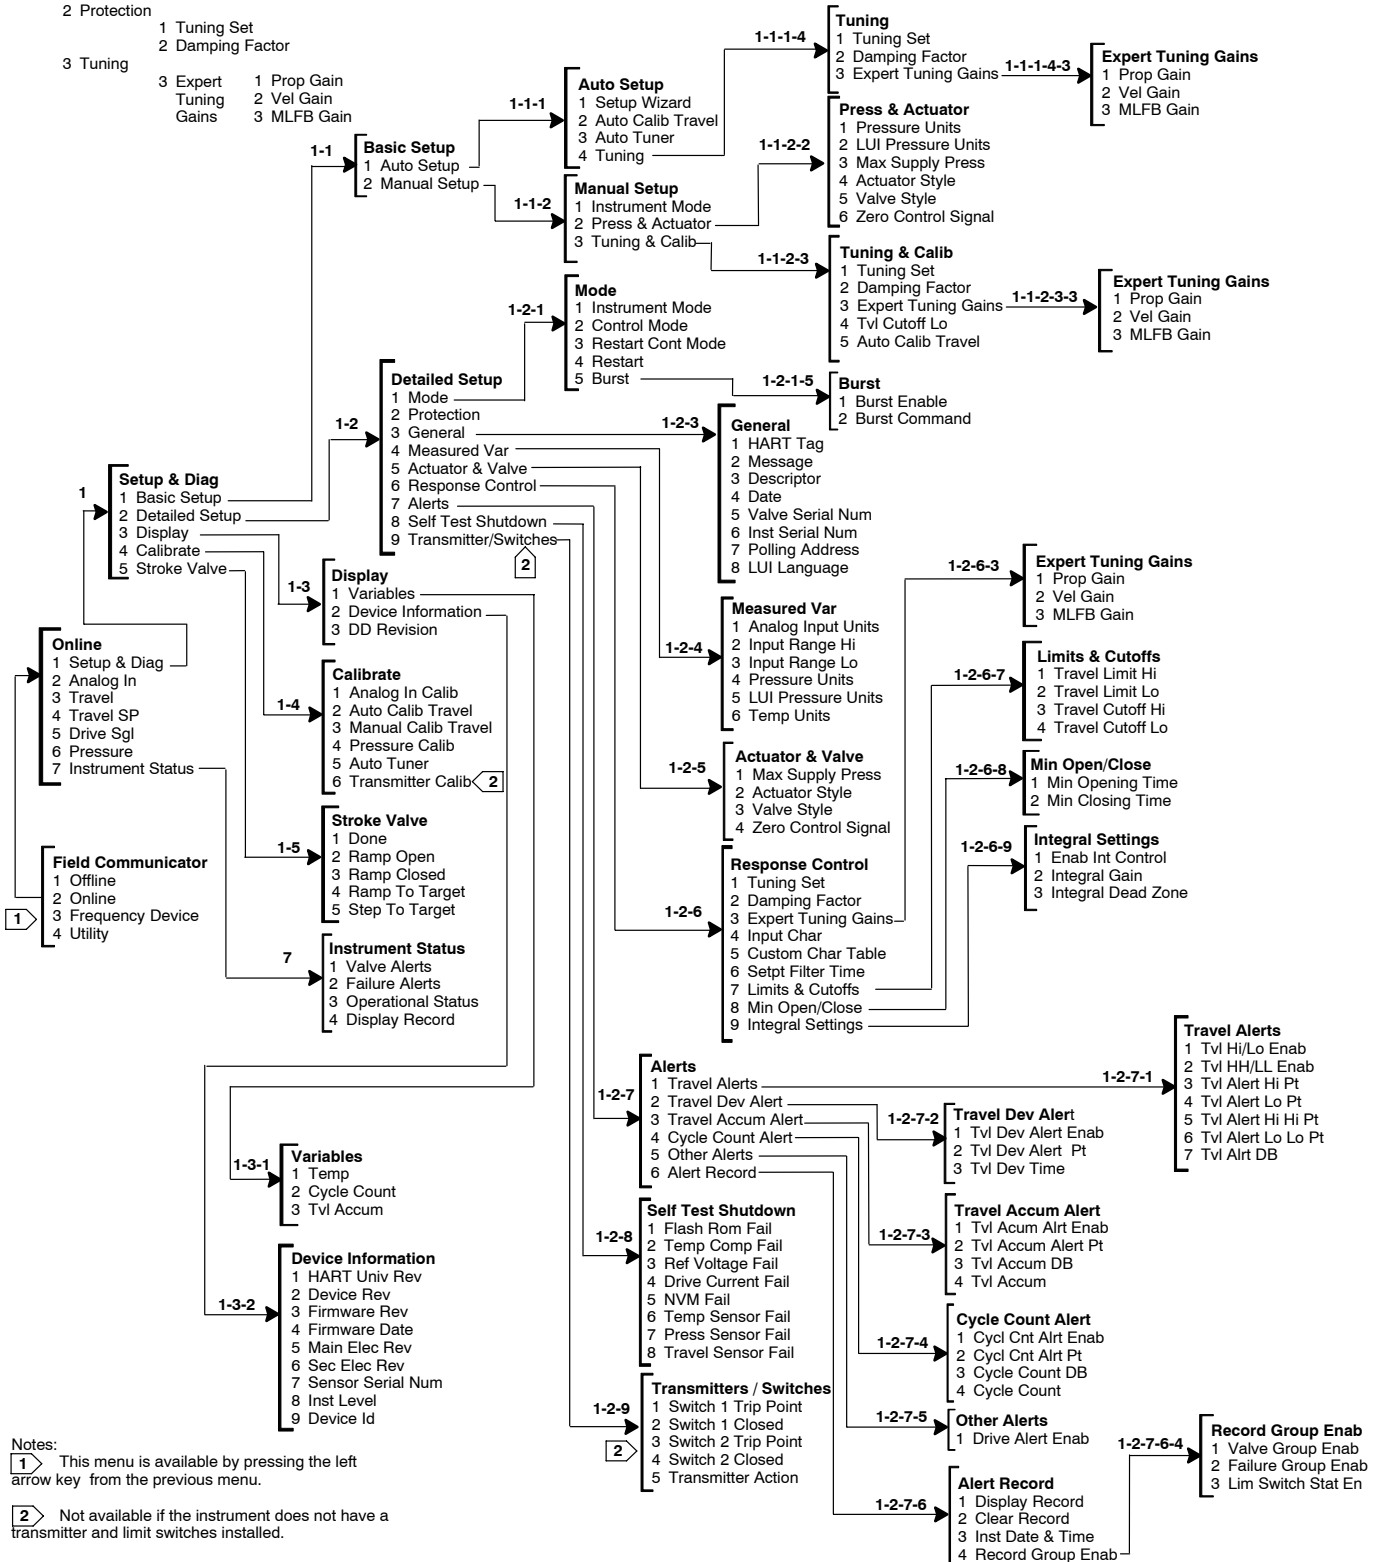 2 Protection
1 Tuning Set
2 Damping Factor
3 Tuning
3 Expert Tuning Gains
1 Prop Gain
2 Vel Gain
3 MLFB Gain
1-1
Basic Setup
1 Auto Setup
2 Manual Setup
1-1-1
Auto Setup
1 Setup Wizard
2 Auto Calib Travel
3 Auto Tuner
4 Tuning
1-1-2
Manual Setup
1 Instrument Mode
2 Press & Actuator
3 Tuning & Calib
1-1-1-4
Tuning
1 Tuning Set
2 Damping Factor
3 Expert Tuning Gains
1-1-1-4-3
Expert Tuning Gains
1 Prop Gain
2 Vel Gain
3 MLFB Gain
1-1-2-2
Press & Actuator
1 Pressure Units
2 LUI Pressure Units
3 Max Supply Press
4 Actuator Style
5 Valve Style
6 Zero Control Signal
1-1-2-3
Tuning & Calib
1 Tuning Set
2 Damping Factor
3 Expert Tuning Gains
4 Tvl Cutoff Lo
5 Auto Calib Travel
1-1-2-3-3
Expert Tuning Gains
1 Prop Gain
2 Vel Gain
3 MLFB Gain
1-2-1
Mode
1 Instrument Mode
2 Control Mode
3 Restart Cont Mode
4 Restart
5 Burst
1-2-1-5
Burst
1 Burst Enable
2 Burst Command
1-2
Detailed Setup
1 Mode
2 Protection
3 General
4 Measured Var
5 Actuator & Valve
6 Response Control
7 Alerts
8 Self Test Shutdown
9 Transmitter/Switches
2
1-2-3
General
1 HART Tag
2 Message
3 Descriptor
4 Date
5 Valve Serial Num
6 Inst Serial Num
7 Polling Address
8 LUI Language
1
Setup & Diag
1 Basic Setup
2 Detailed Setup
3 Display
4 Calibrate
5 Stroke Valve
1-3
Display
1 Variables
2 Device Information
3 DD Revision
Online
1 Setup & Diag
2 Analog In
3 Travel
4 Travel SP
5 Drive Sgl
6 Pressure
7 Instrument Status
1-4
Calibrate
1 Analog In Calib
2 Auto Calib Travel
3 Manual Calib Travel
4 Pressure Calib
5 Auto Tuner
6 Transmitter Calib
2
1-2-4
Measured Var
1 Analog Input Units
2 Input Range Hi
3 Input Range Lo
4 Pressure Units
5 LUI Pressure Units
6 Temp Units
1-2-5
Actuator & Valve
1 Max Supply Press
2 Actuator Style
3 Valve Style
4 Zero Control Signal
1-2-6
Response Control
1 Tuning Set
2 Damping Factor
3 Expert Tuning Gains
4 Input Char
5 Custom Char Table
6 Setpt Filter Time
7 Limits & Cutoffs
8 Min Open/Close
9 Integral Settings
1-2-6-3
Expert Tuning Gains
1 Prop Gain
2 Vel Gain
3 MLFB Gain
1-2-6-7
Limits & Cutoffs
1 Travel Limit Hi
2 Travel Limit Lo
3 Travel Cutoff Hi
4 Travel Cutoff Lo
1-2-6-8
Min Open/Close
1 Min Opening Time
2 Min Closing Time
1-2-6-9
Integral Settings
1 Enab Int Control
2 Integral Gain
3 Integral Dead Zone
1-5
Stroke Valve
1 Done
2 Ramp Open
3 Ramp Closed
4 Ramp To Target
5 Step To Target
Field Communicator
1 Offline
2 Online
3 Frequency Device
4 Utility
1
7
Instrument Status
1 Valve Alerts
2 Failure Alerts
3 Operational Status
4 Display Record
1-2-7
Alerts
1 Travel Alerts
2 Travel Dev Alert
3 Travel Accum Alert
4 Cycle Count Alert
5 Other Alerts
6 Alert Record
1-2-7-1
Travel Alerts
1 Tvl Hi/Lo Enab
2 Tvl HH/LL Enab
3 Tvl Alert Hi Pt
4 Tvl Alert Lo Pt
5 Tvl Alert Hi Hi Pt
6 Tvl Alert Lo Lo Pt
7 Tvl Alrt DB
1-2-7-2
Travel Dev Alert
1 Tvl Dev Alert Enab
2 Tvl Dev Alert Pt
3 Tvl Dev Time
1-3-1
Variables
1 Temp
2 Cycle Count
3 Tvl Accum
1-2-7-3
Travel Accum Alert
1 Tvl Acum Alrt Enab
2 Tvl Accum Alert Pt
3 Tvl Accum DB
4 Tvl Accum
1-2-8
Self Test Shutdown
1 Flash Rom Fail
2 Temp Comp Fail
3 Ref Voltage Fail
4 Drive Current Fail
5 NVM Fail
6 Temp Sensor Fail
7 Press Sensor Fail
8 Travel Sensor Fail
1-3-2
Device Information
1 HART Univ Rev
2 Device Rev
3 Firmware Rev
4 Firmware Date
5 Main Elec Rev
6 Sec Elec Rev
7 Sensor Serial Num
8 Inst Level
9 Device Id
1-2-7-4
Cycle Count Alert
1 Cycl Cnt Alrt Enab
2 Cycl Cnt Alrt Pt
3 Cycle Count DB
4 Cycle Count
1-2-9
2
Transmitters / Switches
1 Switch 1 Trip Point
2 Switch 1 Closed
3 Switch 2 Trip Point
4 Switch 2 Closed
5 Transmitter Action
1-2-7-5
Other Alerts
1 Drive Alert Enab
1-2-7-6
Alert Record
1 Display Record
2 Clear Record
3 Inst Date & Time
4 Record Group Enab
1-2-7-6-4
Record Group Enab
1 Valve Group Enab
2 Failure Group Enab
3 Lim Switch Stat En
Notes:
1 This menu is available by pressing the left
arrow key from the previous menu.
2 Not available if the instrument does not have a
transmitter and limit switches installed.